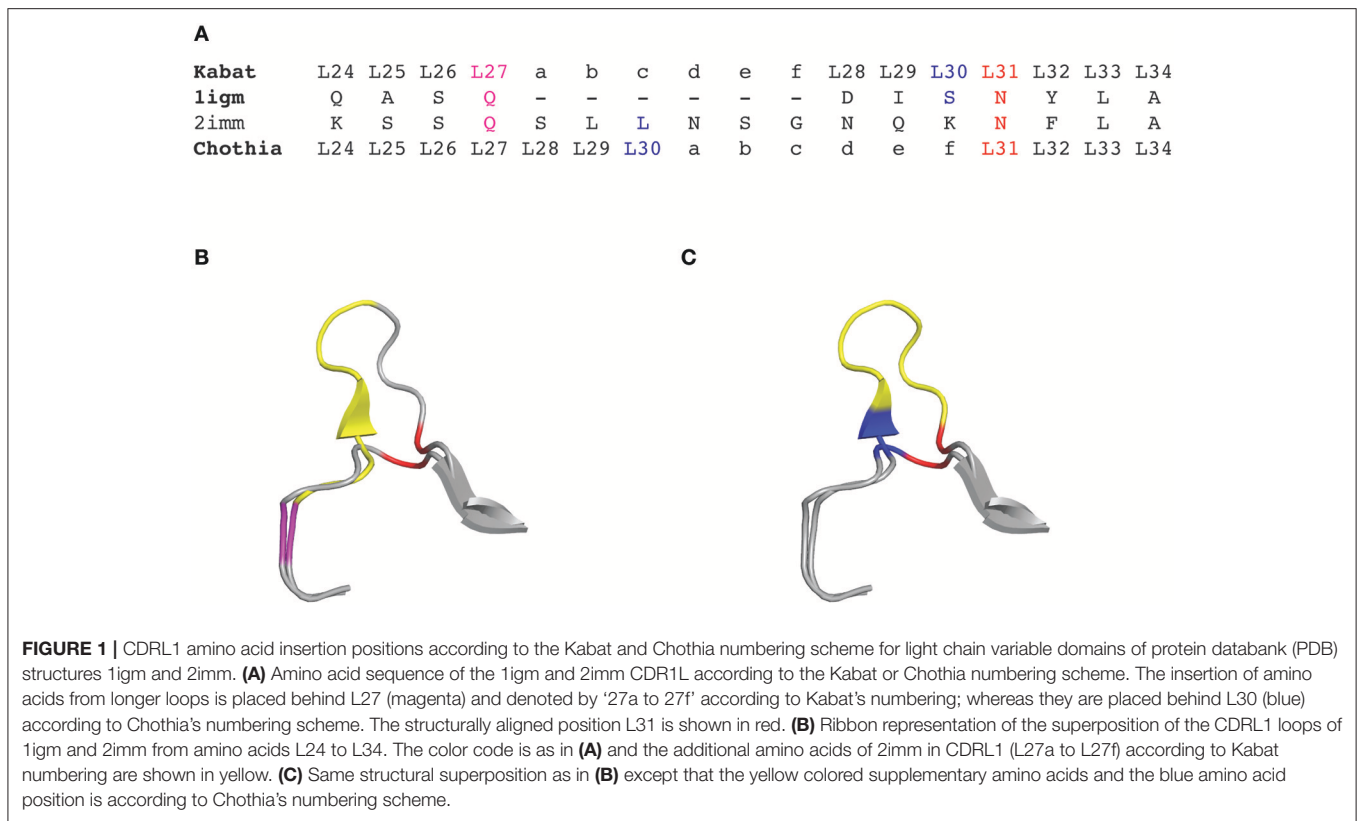 A
Kabat L24 L25 L26 L27 a b c d e f L28 L29 L30 L31 L32 L33 L34
1igm Q A S Q - - - - - - D I S N Y L A
2imm K S S Q S L L N S G N Q K N F L A
Chothia L24 L25 L26 L27 L28 L29 L30 a b c d e f L31 L32 L33 L34
B C
FIGURE 1 | CDRL1 amino acid insertion positions according to the Kabat and Chothia numbering scheme for light chain variable domains of protein databank (PDB)
structures 1igm and 2imm. (A) Amino acid sequence of the 1igm and 2imm CDR1L according to the Kabat or Chothia numbering scheme. The insertion of amino
acids from longer loops is placed behind L27 (magenta) and denoted by ‘27a to 27f’ according to Kabat’s numbering; whereas they are placed behind L30 (blue)
according to Chothia’s numbering scheme. The structurally aligned position L31 is shown in red. (B) Ribbon representation of the superposition of the CDRL1 loops of
1igm and 2imm from amino acids L24 to L34. The color code is as in (A) and the additional amino acids of 2imm in CDRL1 (L27a to L27f) according to Kabat
numbering are shown in yellow. (C) Same structural superposition as in (B) except that the yellow colored supplementary amino acids and the blue amino acid
position is according to Chothia’s numbering scheme.